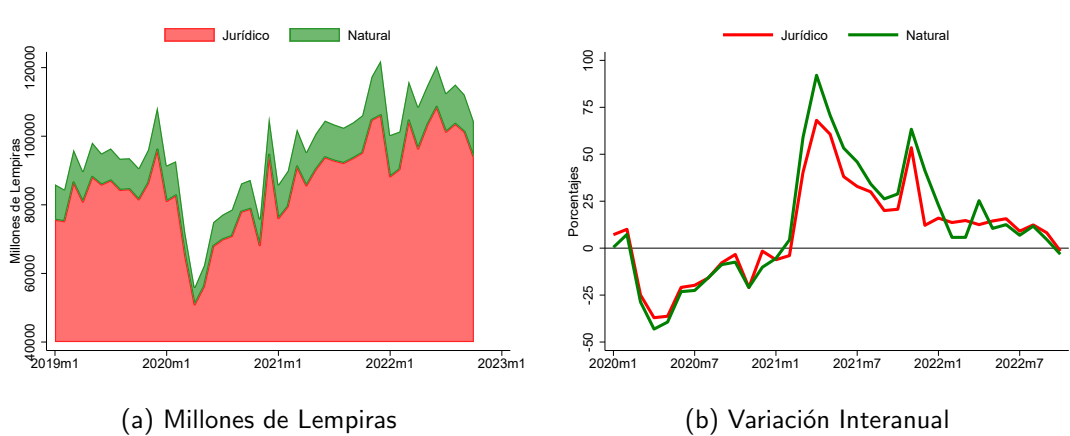 Jurídico Natural
Millones de Lempiras
120000
100000
80000
60000
40000
2019m1 2020m1 2021m1 2022m1 2023m1
(a) Millones de Lempiras
Jurídico Natural
Porcentajes
100
75
50
25
0
-25
-50
2020m1 2020m7 2021m1 2021m7 2022m1 2022m7
(b) Variación Interanual